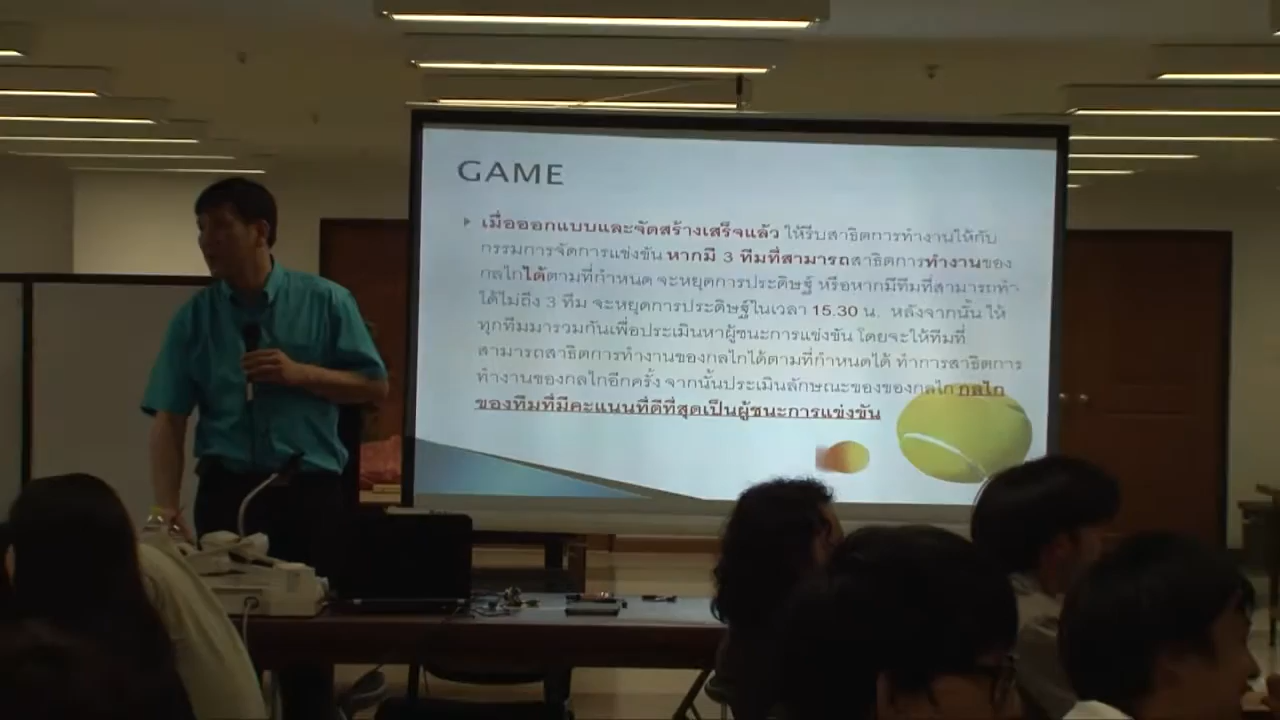 GAME
เมื่อออกแบบและจัดสร้างเสร็จแล้ว ให้รีบสาธิตการทำงานให้กับ
กรรมการจัดการแข่งขัน หากมี 3 ทีมที่สามารถสาธิตการทำงานของ
กลไกได้ตามที่กำหนด จะหยุดการประดิษฐ์ หรือหากมีทีมที่สามารถทำ
ได้ไม่ถึง 3 ทีม จะหยุดการประดิษฐ์ในเวลา 15.30 น. หลังจากนั้น ให้
ทุกทีมมารวมกันเพื่อประเมินหาผู้ชนะการแข่งขัน โดยจะให้ทีมที่
สามารถสาธิตการทำงานของกลไกได้ตามที่กำหนดได้ ทำการสาธิตการ
ทำงานของกลไกอีกครั้ง จากนั้นประเมินลักษณะของของกลไก กลไก
ของทีมที่มีคะแนนที่ดีที่สุดเป็นผู้ชนะการแข่งขัน